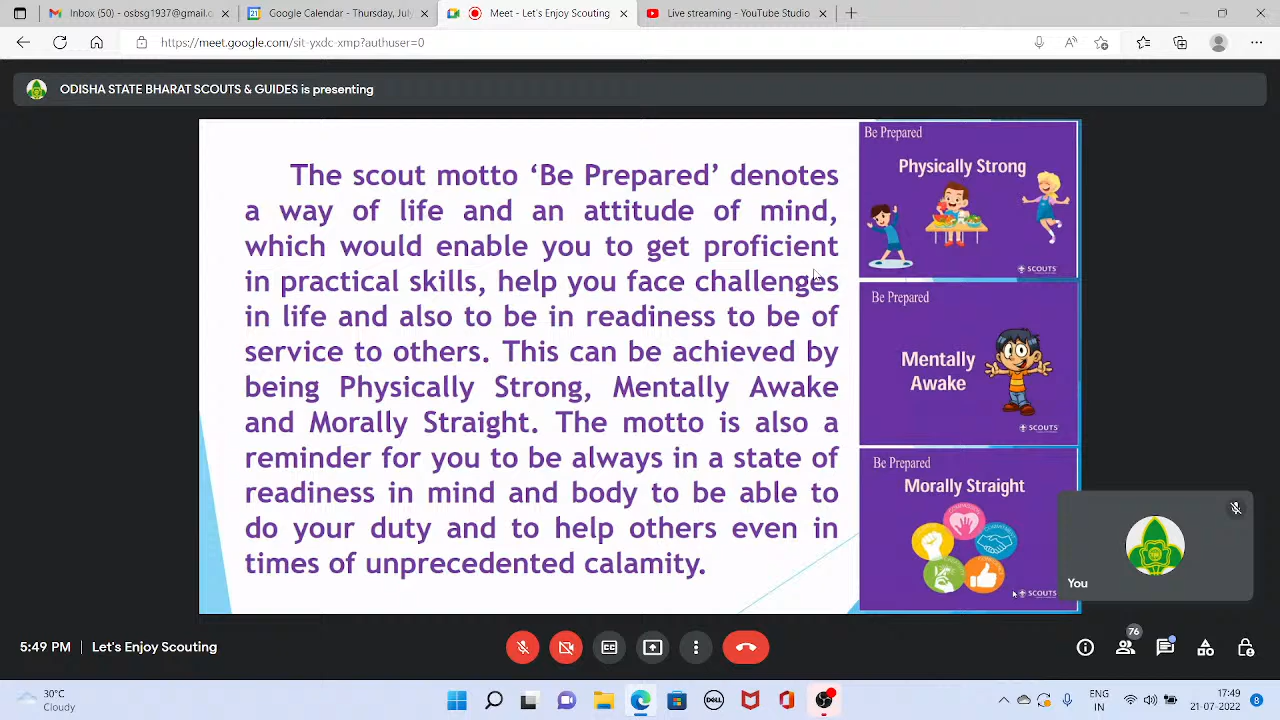 Inbox (50) - osbsg1937@gmail.c
Google Calendar - Thursday, July
Meet - Let's Enjoy Scouting
Live streaming - YouTube Studio
https://meet.google.com/sit-yxdc-xmp?authuser=0
ODISHA STATE BHARAT SCOUTS & GUIDES is presenting
The scout motto ‘Be Prepared’ denotes
a way of life and an attitude of mind,
which would enable you to get proficient
in practical skills, help you face challenges
in life and also to be in readiness to be of
service to others. This can be achieved by
being Physically Strong, Mentally Awake
and Morally Straight. The motto is also a
reminder for you to be always in a state of
readiness in mind and body to be able to
do your duty and to help others even in
times of unprecedented calamity.
Be Prepared
Physically Strong
SCOUTS
Be Prepared
Mentally
Awake
SCOUTS
Be Prepared
Morally Straight
SCOUTS
You
5:49 PM | Let's Enjoy Scouting
CC
76
30°C
Cloudy
DELL
ENG
IN
17:49
21-07-2022
8